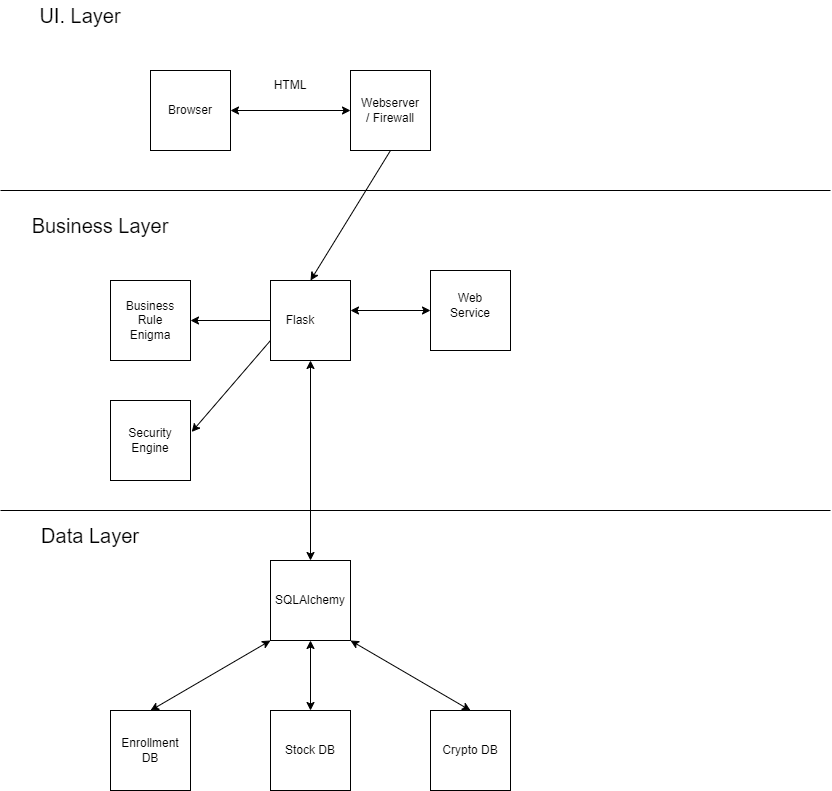 UI. Layer
HTML
Browser
Webserver
/ Firewall
Business Layer
Business
Rule
Enigma
Flask
Web
Service
Security
Engine
Data Layer
SQLAlchemy
Enrollment
DB
Stock DB
Crypto DB